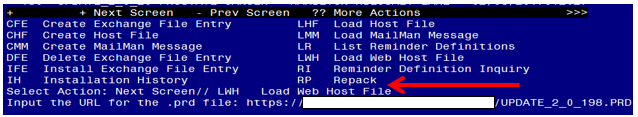 + + Next Screen - Prev Screen ?? More Actions >>>
CFE Create Exchange File Entry LHF Load Host File
CHF Create Host File LMM Load MailMan Message
CMM Create MailMan Message LR List Reminder Definitions
DFE Delete Exchange File Entry LWH Load Web Host File
IFE Install Exchange File Entry RI Reminder Definition Inquiry
IH Installation History RP Repack
Select Action: Next Screen// LWH Load Web Host File
Input the URL for the .prd file: https:// /UPDATE_2_0_198.PRD